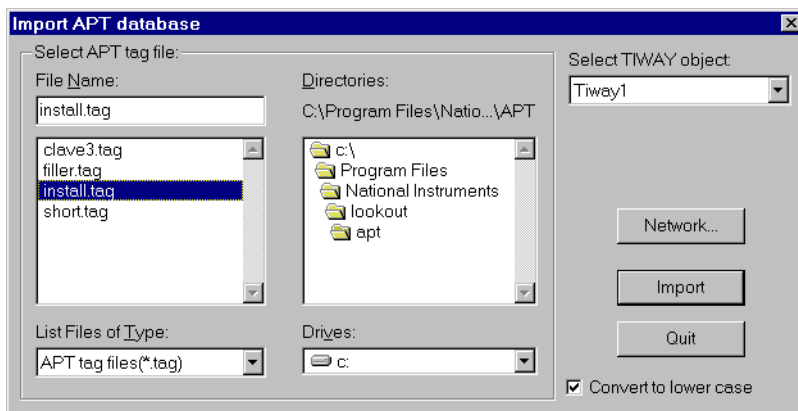 Import APT database
Select APT tag file:
File Name:
install.tag
clave3.tag
filler.tag
install.tag
short.tag
List Files of Type:
APT tag files(*.tag)
Directories:
C:\Program Files\Natio...\APT
c:\
Program Files
National Instruments
lookout
apt
Drives:
c:
Select TIWAY object:
Tiway1
Network...
Import
Quit
Convert to lower case